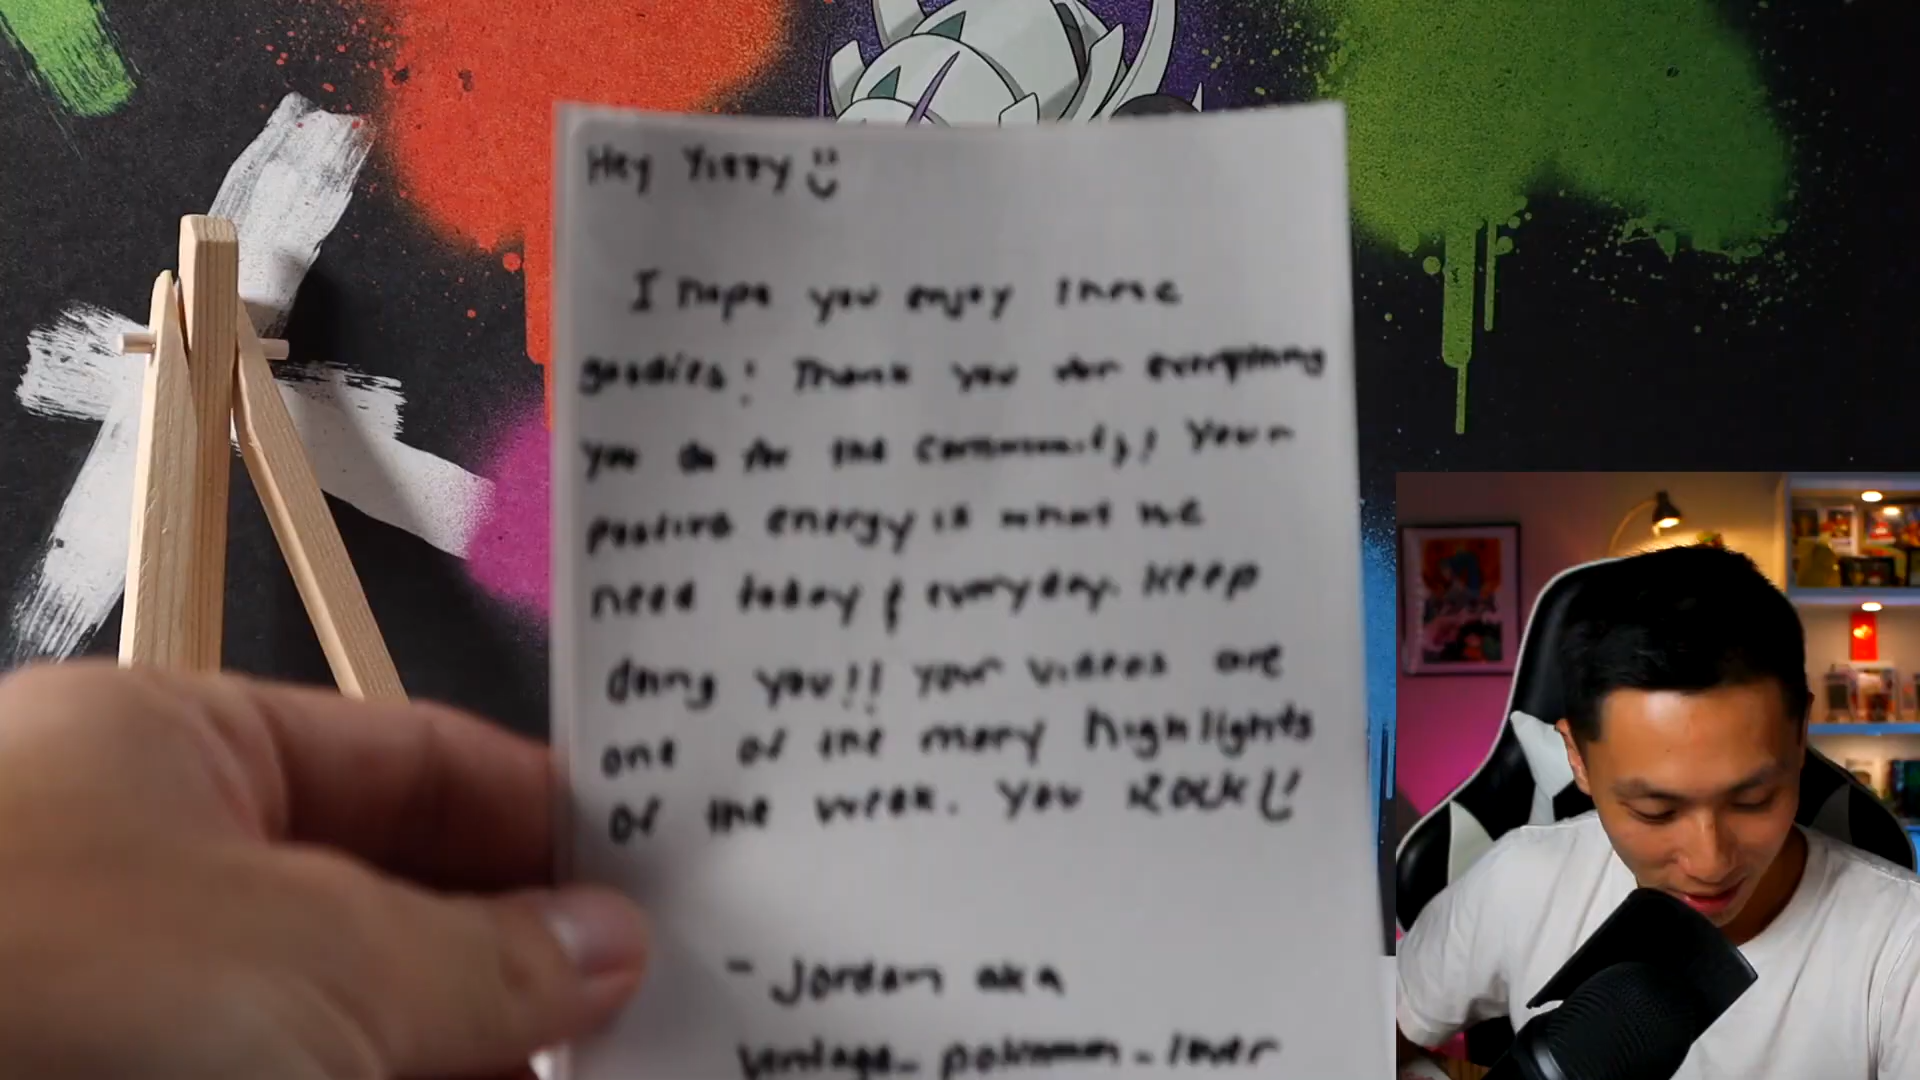 Hey Yizzy
I hope you enjoy these
goodies! Thank you for everything
you do for the community! Your
positive energy is what we
need today & everyday. Keep
doing you!! Your videos are
one of the many highlights
of the week. You ROCK!!
- Jordan aka
vintage_pokemon_lover